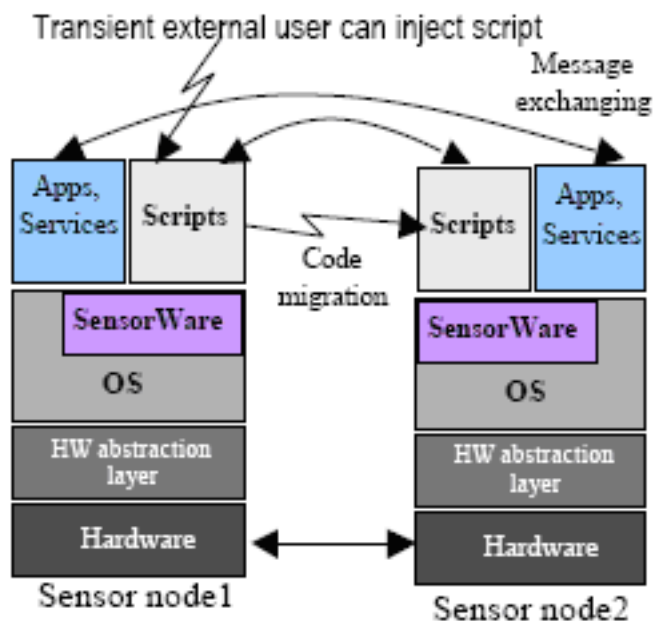 Transient external user can inject script
Message
exchanging
Apps,
Services
Scripts
Scripts
Apps,
Services
Code
migration
SensorWare
OS
SensorWare
OS
HW abstraction
layer
HW abstraction
layer
Hardware
Hardware
Sensor node1
Sensor node2